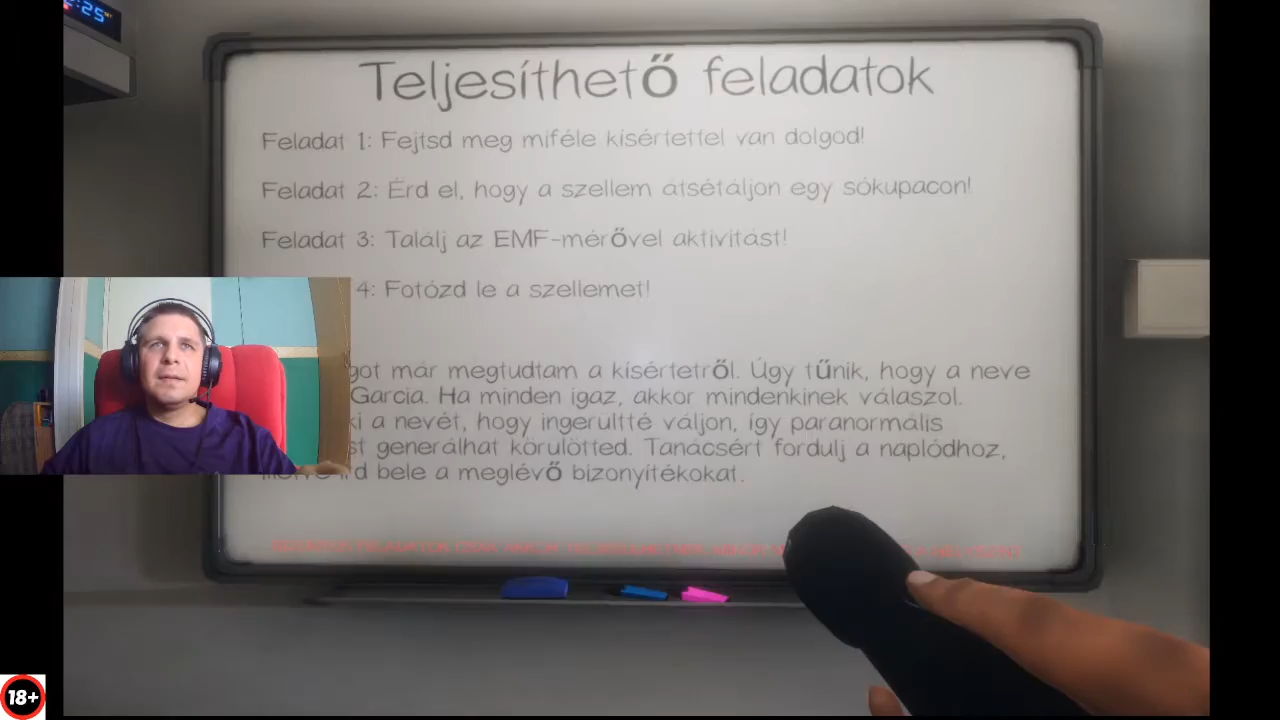 :25
Teljesíthető feladatok
Feladat 1: Fejtsd meg miféle kísértettel van dolgod!
Feladat 2: Érd el, hogy a szellem átsétáljon egy sókupacon!
Feladat 3: Találj az EMF-mérővel aktivitást!
4: Fotózd le a szellemet!
got már megtudtam a kísértetről. Úgy tűnik, hogy a neve
Garcia. Ha minden igaz, akkor mindenkinek válaszol.
ki a nevét, hogy ingerultté váljon, így paranormális
st generálhat körülötted. Tanácsért fordulj a naplódhoz,
bele a meglévő bizonyítékokat.
18+